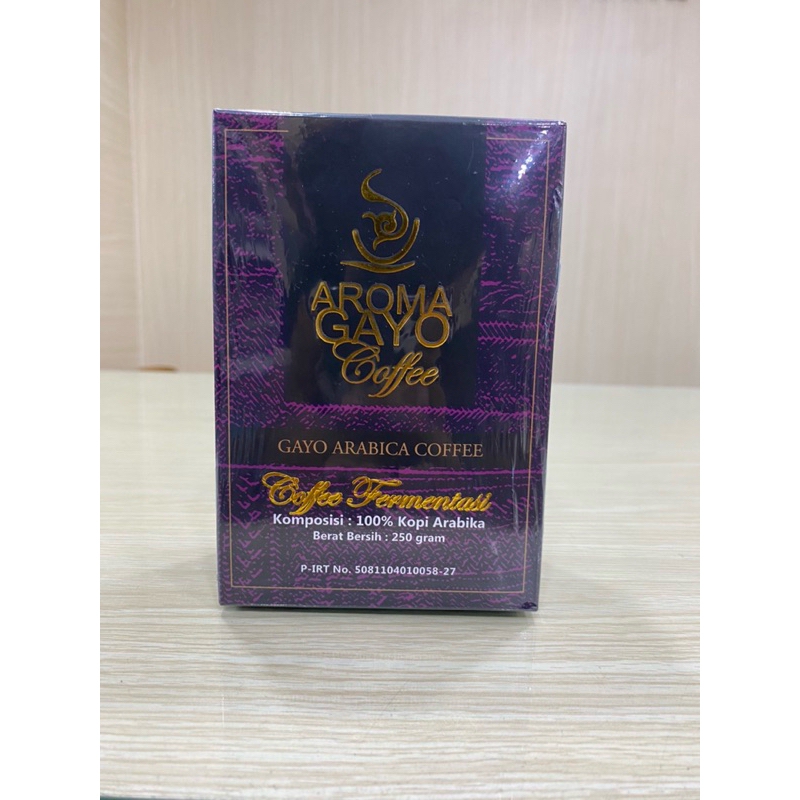 AROMA
GAYO
Coffee
GAYO ARABICA COFFEE
Coffee Fermentasi
Komposisi : 100% Kopi Arabika
Berat Bersih : 250 gram
P-IRT No. 5081104010058-27